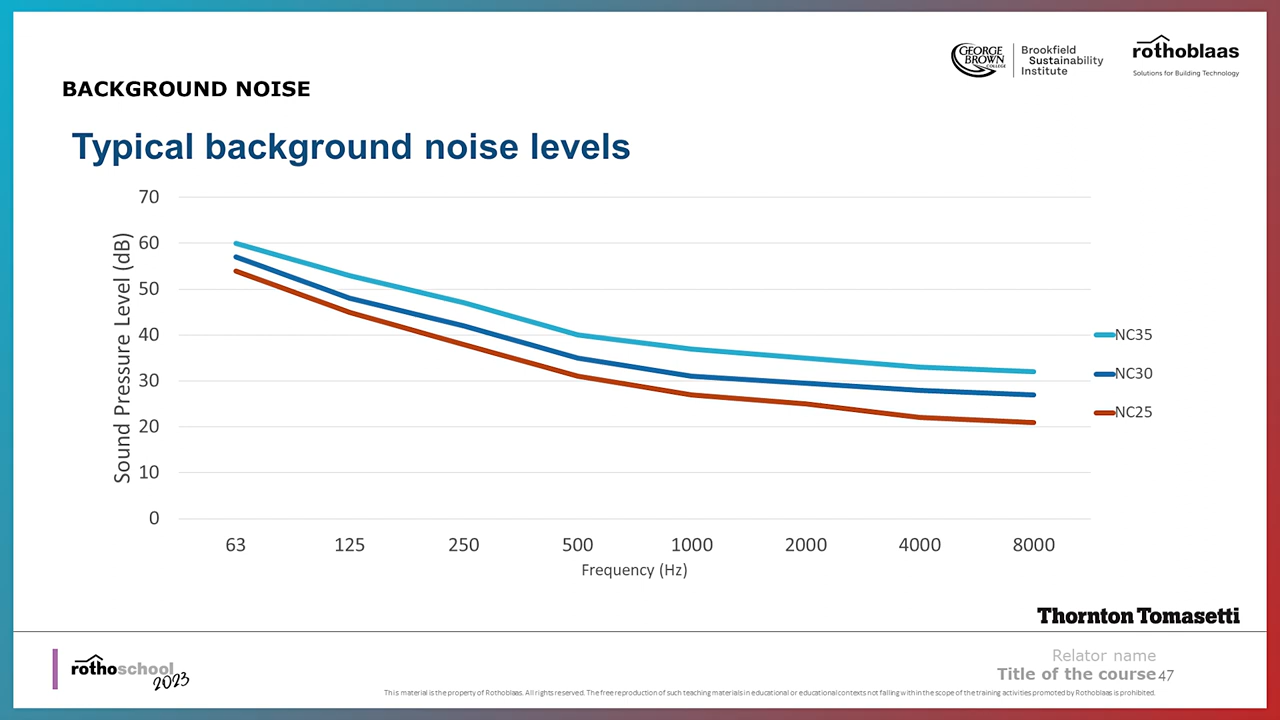 GEORGE
BROWN
COLLEGE
Brookfield
Sustainability
Institute
rothoblaas
Solutions for Building Technology
BACKGROUND NOISE
Typical background noise levels
70
60
50
40
30
20
10
0
Sound Pressure Level (dB)
63 125 250 500 1000 2000 4000 8000
Frequency (Hz)
NC35
NC30
NC25
Thornton Tomasetti
rothoschool
2023
Relator name
Title of the course 47
This material is the property of Rothoblaas. All rights reserved. The free reproduction of such teaching materials in educational or educational contexts not falling within the scope of the training activities promoted by Rothoblaas is prohibited.